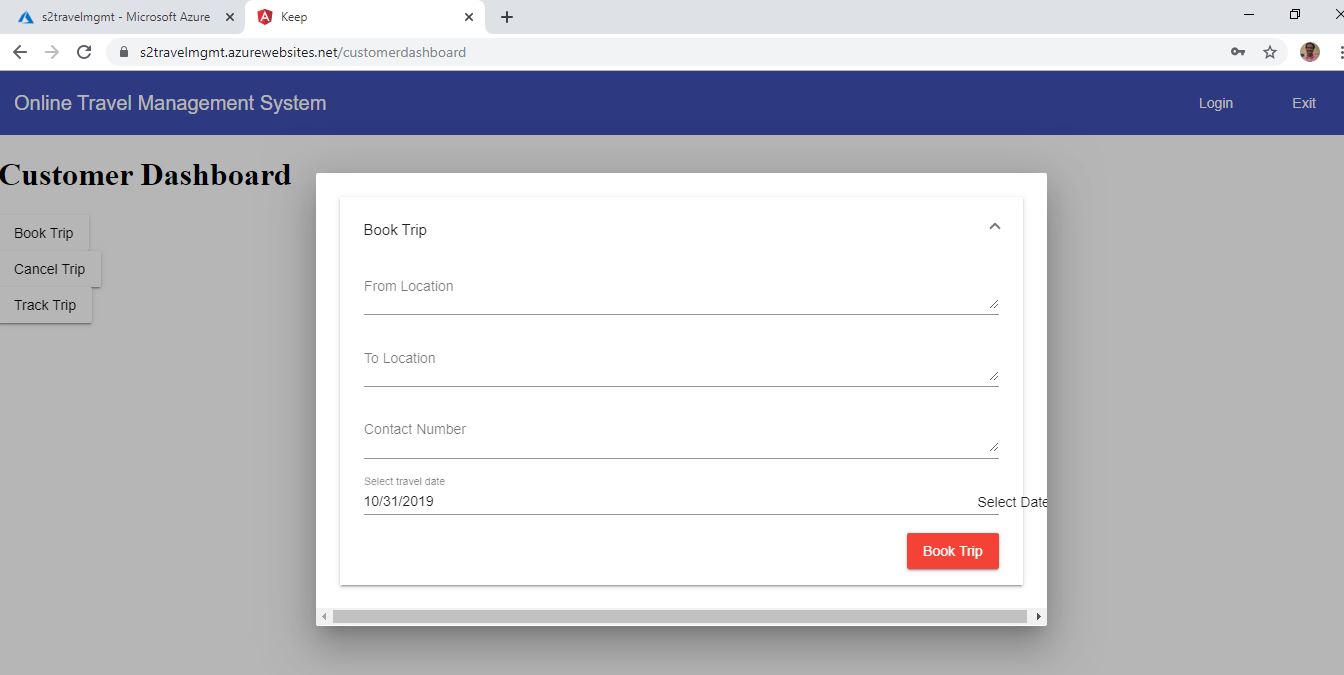 s2travelmgmt - Microsoft Azure
Keep
s2travelmgmt.azurewebsites.net/customerdashboard
Online Travel Management System
Login
Exit
Customer Dashboard
Book Trip
Cancel Trip
Track Trip
Book Trip
From Location
To Location
Contact Number
Select travel date
10/31/2019
Select Date
Book Trip